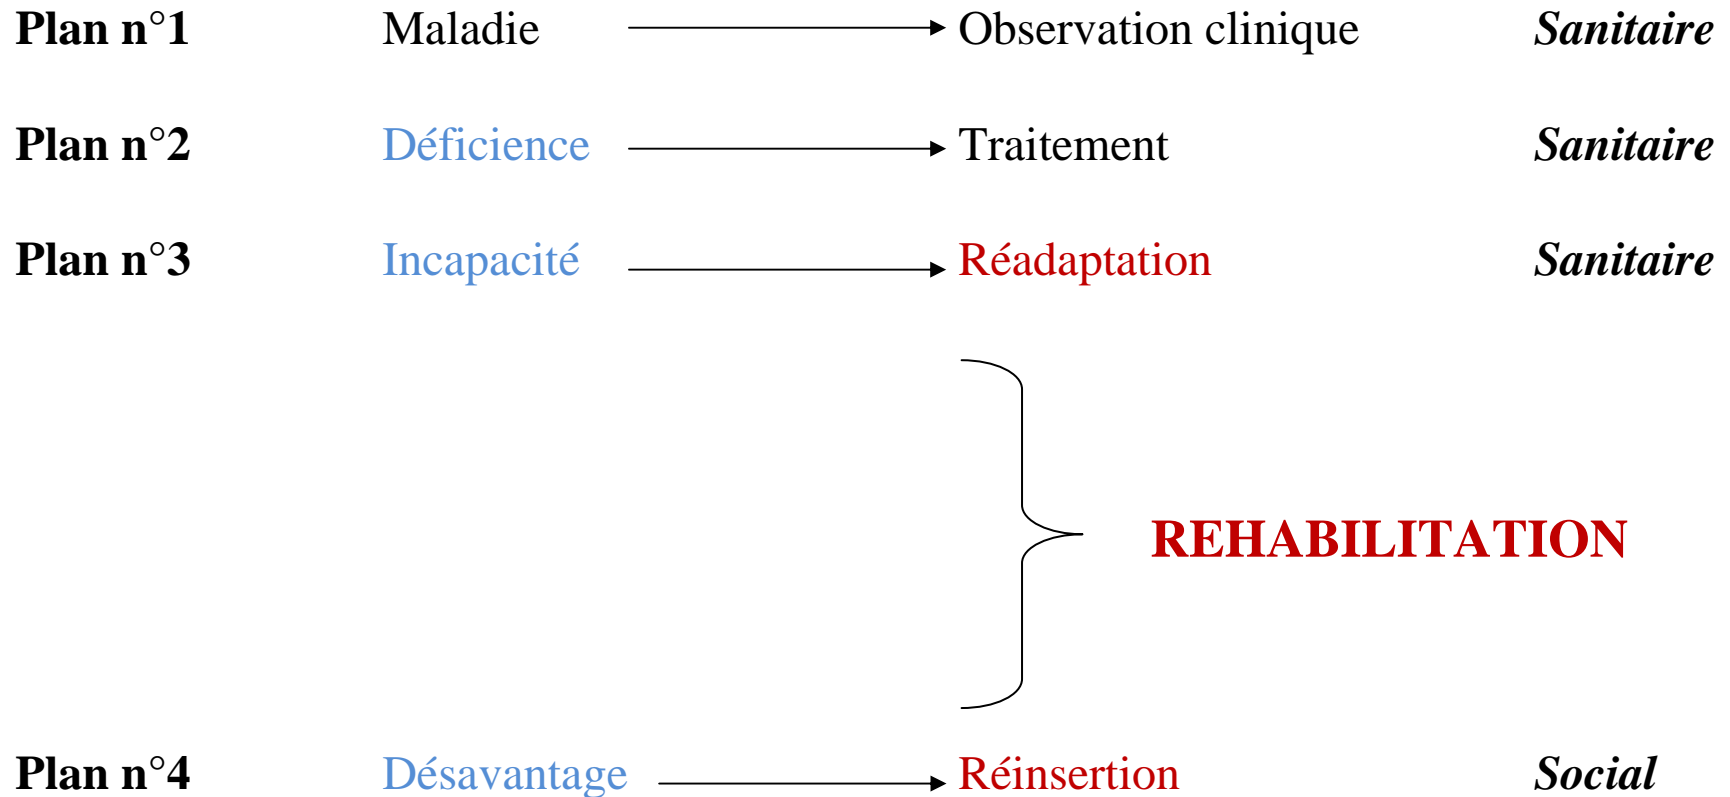 Plan n°1 Maladie Observation clinique Sanitaire
Plan n°2 Déficience Traitement Sanitaire
Plan n°3 Incapacité Réadaptation Sanitaire
REHABILITATION
Plan n°4 Désavantage Réinsertion Social